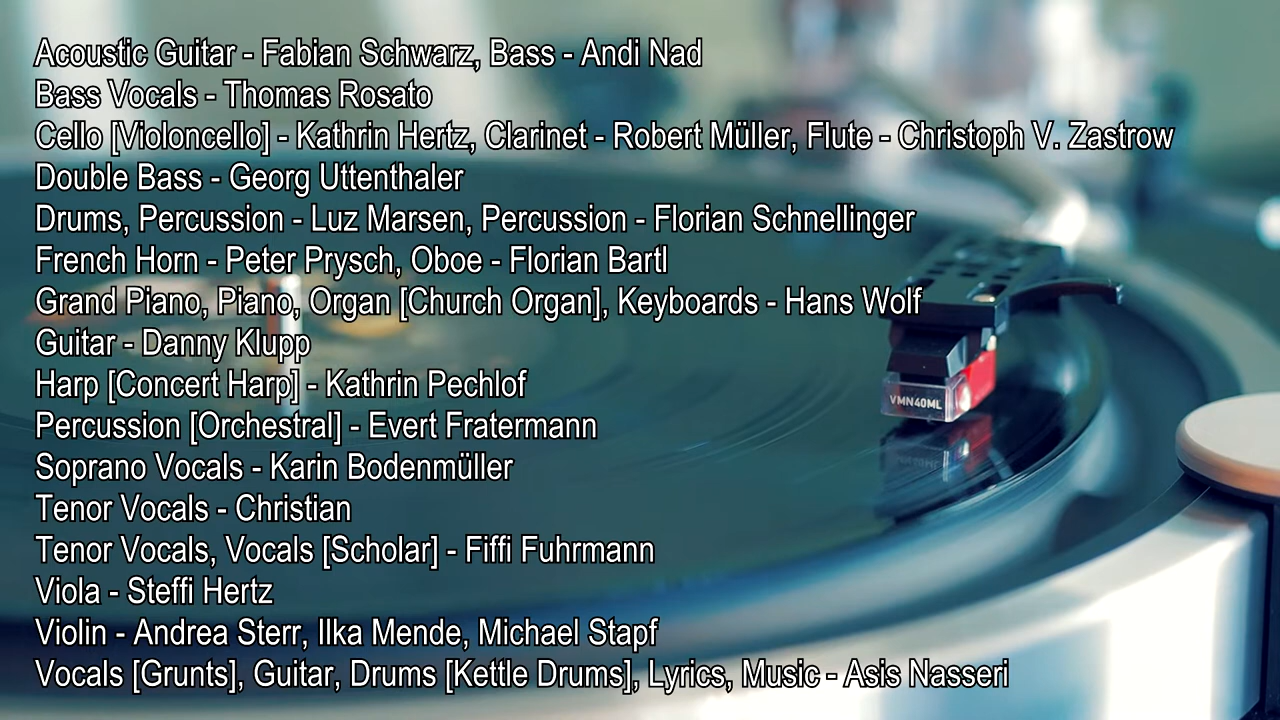 Acoustic Guitar - Fabian Schwarz, Bass - Andi Nad
Bass Vocals - Thomas Rosato
Cello [Violoncello] - Kathrin Hertz, Clarinet - Robert Müller, Flute - Christoph V. Zastrow
Double Bass - Georg Uttenthaler
Drums, Percussion - Luz Marsen, Percussion - Florian Schnellinger
French Horn - Peter Prysch, Oboe - Florian Bartl
Grand Piano, Piano, Organ [Church Organ], Keyboards - Hans Wolf
Guitar - Danny Klupp
Harp [Concert Harp] - Kathrin Pechlof
VMN40ML
Percussion [Orchestral] - Evert Fratermann
Soprano Vocals - Karin Bodenmüller
Tenor Vocals - Christian
Tenor Vocals, Vocals [Scholar] - Fiffi Fuhrmann
Viola - Steffi Hertz
Violin - Andrea Sterr, Ilka Mende, Michael Stapf
Vocals [Grunts], Guitar, Drums [Kettle Drums], Lyrics, Music - Asis Nasseri